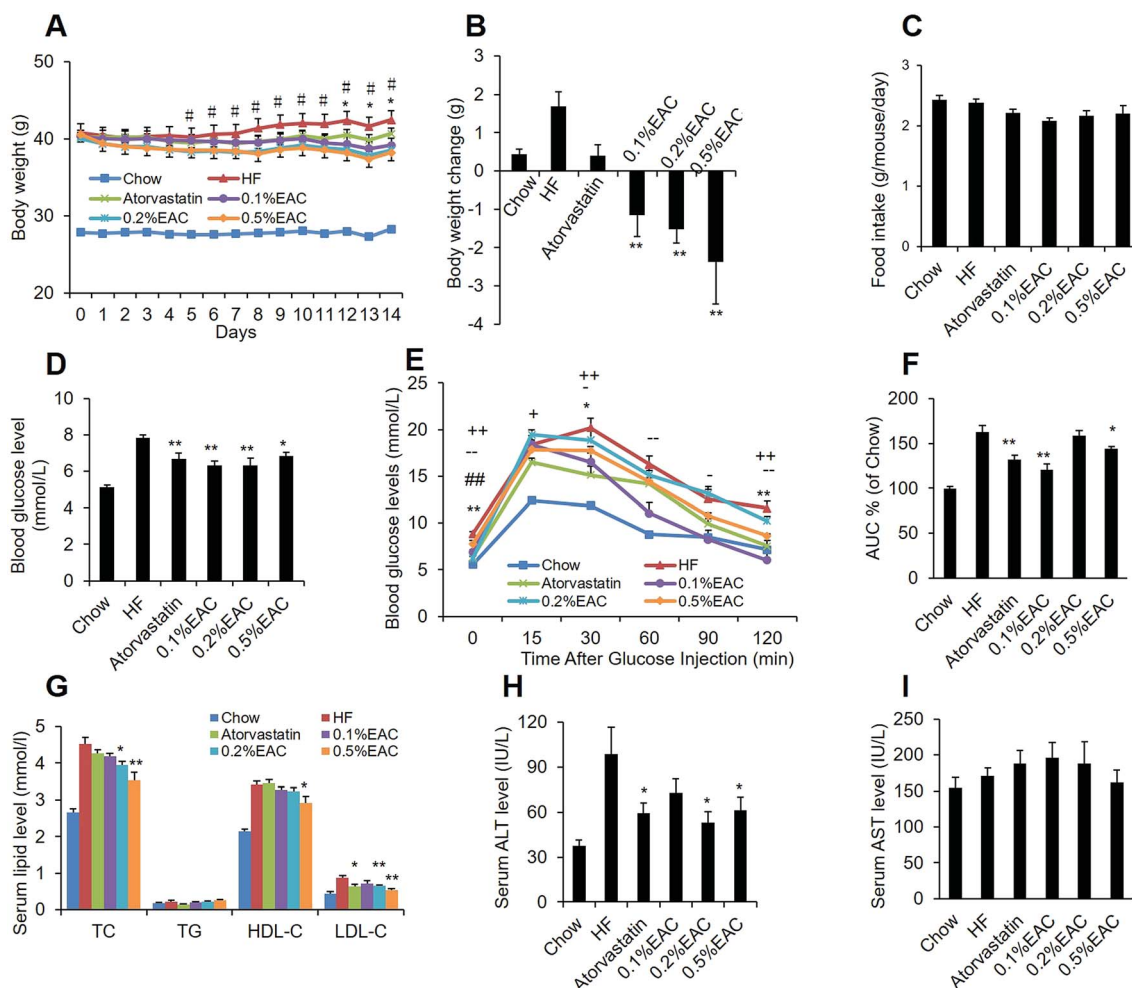 A
Body weight (g)
50
40
30
20
# # # # # # # # # #
* * *
Chow HF
Atorvastatin 0.1%EAC
0.2%EAC 0.5%EAC
0 1 2 3 4 5 6 7 8 9 10 11 12 13 14
Days
B
Body weight change (g)
3
2
1
0
-1
-2
-3
-4
Chow
HF
Atorvastatin
0.1%EAC
0.2%EAC
0.5%EAC
**
**
**
C
Food intake (g/mouse/day)
3
2
1
0
Chow
HF
Atorvastatin
0.1%EAC
0.2%EAC
0.5%EAC
D
Blood glucose level
(mmol/L)
10
8
6
4
2
0
** ** ** *
Chow
HF
Atorvastatin
0.1%EAC
0.2%EAC
0.5%EAC
E
Blood glucose levels (mmol/L)
25
20
15
10
5
0
++
--
##
**
+
++
-
*
--
-
++
--
**
Chow HF
Atorvastatin 0.1%EAC
0.2%EAC 0.5%EAC
0 15 30 60 90 120
Time After Glucose Injection (min)
F
AUC % (of Chow)
200
150
100
50
0
** ** *
Chow
HF
Atorvastatin
0.1%EAC
0.2%EAC
0.5%EAC
G
Serum lipid level (mmol/l)
5
4
3
2
1
0
Chow HF
Atorvastatin 0.1%EAC
0.2%EAC 0.5%EAC
* ** * * ** **
TC TG HDL-C LDL-C
H
Serum ALT level (IU/L)
120
90
60
30
0
* * *
Chow
HF
Atorvastatin
0.1%EAC
0.2%EAC
0.5%EAC
I
Serum AST level (IU/L)
250
200
150
100
50
0
Chow
HF
Atorvastatin
0.1%EAC
0.2%EAC
0.5%EAC